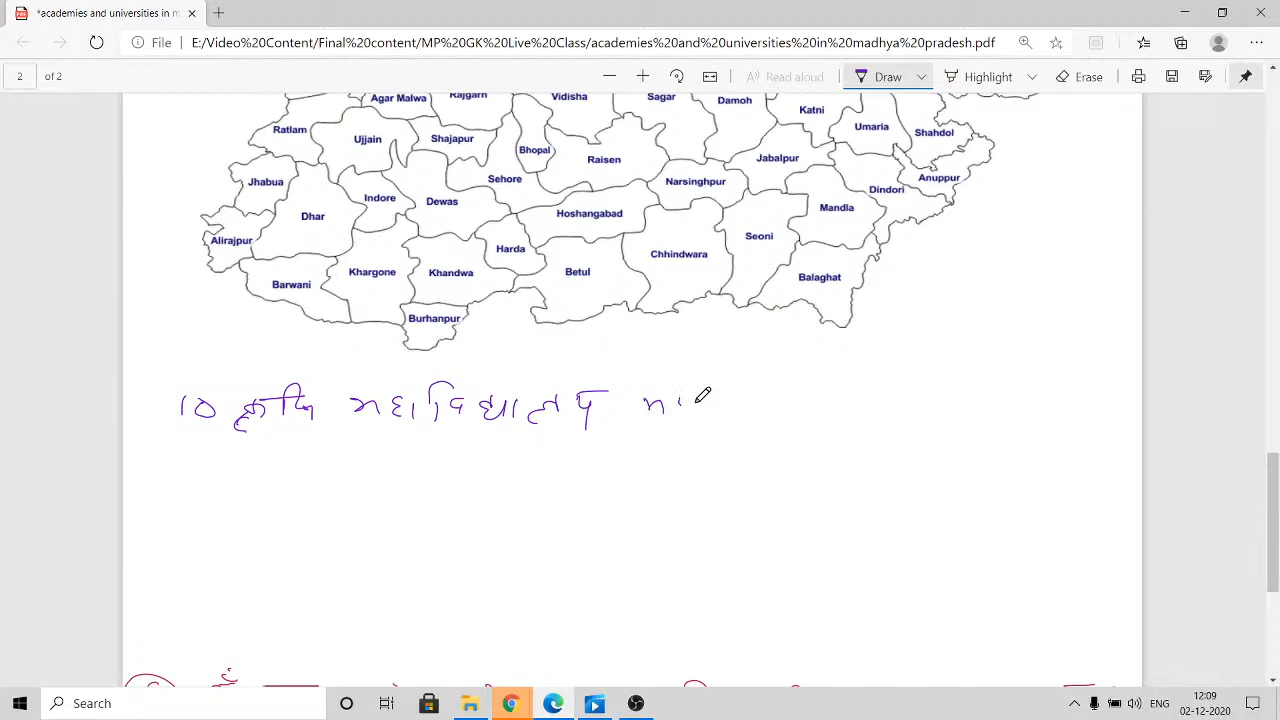 *academies and universities in m
File
E:/Video%20Content/Final%20content/MP%20GK%20Live%20Class/academies%20and%20universities%20in%20madhya%20pradesh.pdf
2 of 2
Read aloud
Draw
Highlight
Erase
Agar Malwa Rajgarh Vidisha Sagar Damoh Katni
Ratlam Ujjain Shajapur Bhopal Raisen Jabalpur Umaria Shahdol
Jhabua Indore Dewas Sehore Narsinghpur Dindori Anuppur
Alirajpur Dhar Harda Hoshangabad Chhindwara Seoni Mandla
Barwani Khargone Khandwa Betul Balaghat
Burhanpur
10 कृषि महाविद्यालय
Search
ENG
12:09
02-12-2020